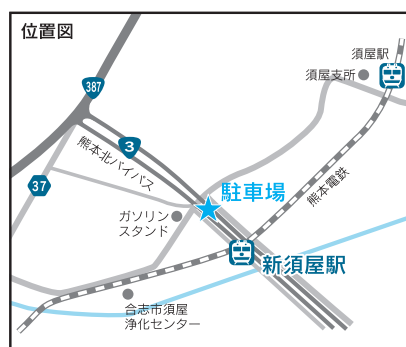 位置図
須屋駅
須屋支所
387
3
熊本北バイパス
37
駐車場
熊本電鉄
ガソリン
スタンド
新須屋駅
合志市須屋
浄化センター